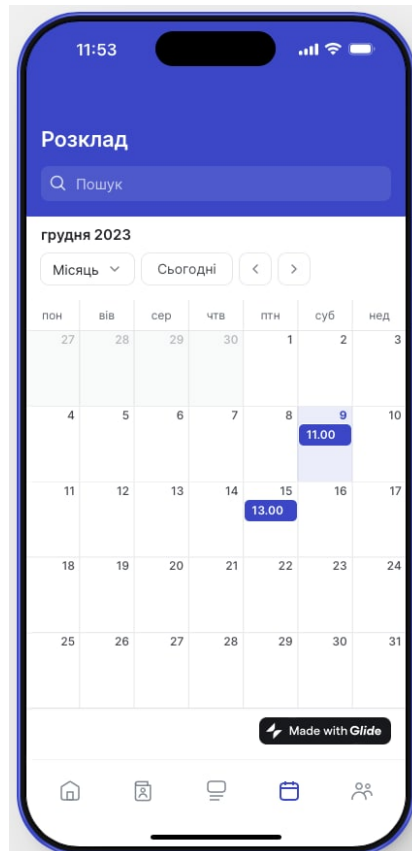 11:53
Розклад
Пошук
грудня 2023
Місяць Сьогодні
пон вів сер чтв птн суб нед
27 28 29 30 1 2 3
4 5 6 7 8 9 10
11.00
11 12 13 14 15 16 17
13.00
18 19 20 21 22 23 24
25 26 27 28 29 30 31
Made with Glide